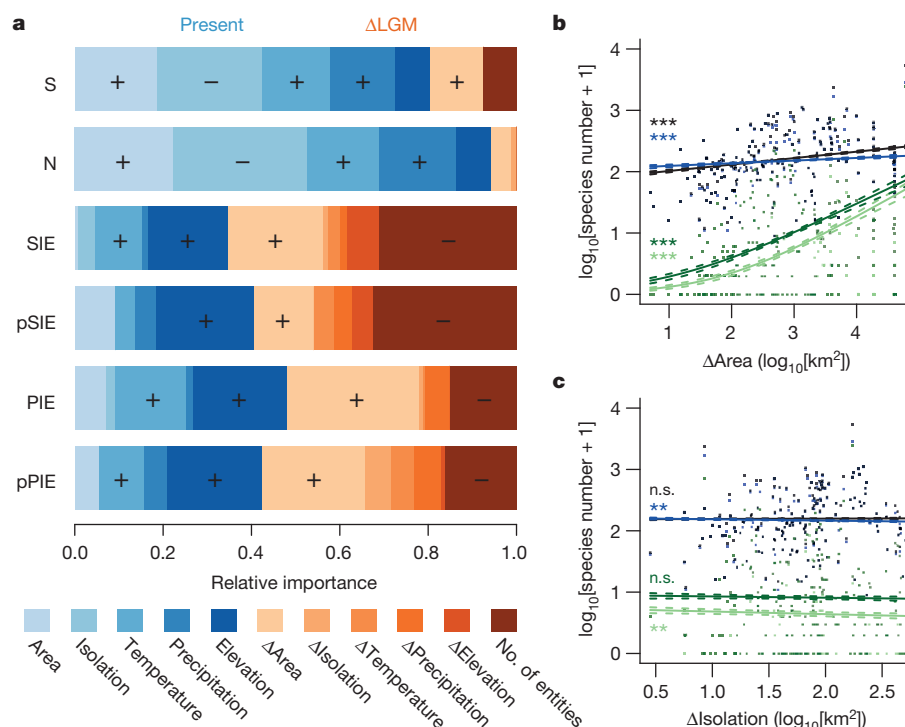 a
Present
ΔLGM
S
+
−
+
+
+
N
+
−
+
+
SIE
+
+
+
−
pSIE
+
+
−
PIE
+
+
+
−
pPIE
+
+
+
−
0.0
0.2
0.4
0.6
0.8
1.0
Relative importance
Area
Isolation
Temperature
Precipitation
Elevation
ΔArea
ΔIsolation
ΔTemperature
ΔPrecipitation
ΔElevation
No. of entities
b
log₁₀[species number + 1]
4
3
2
1
0
***
***
***
***
1
2
3
4
ΔArea (log₁₀[km²])
c
log₁₀[species number + 1]
4
3
2
1
0
n.s.
**
n.s.
**
0.5
1.0
1.5
2.0
2.5
ΔIsolation (log₁₀[km²])